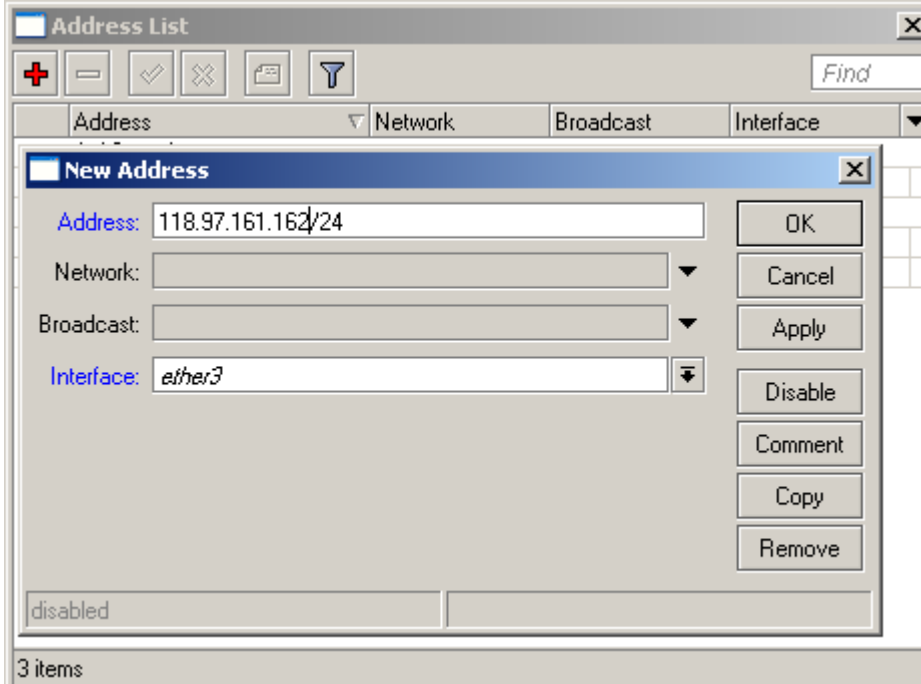 Address List
Find
Address Network Broadcast Interface
New Address
Address: 118.97.161.162/24
OK
Network:
Cancel
Broadcast:
Apply
Interface: ether3
Disable
Comment
Copy
Remove
disabled
3 items